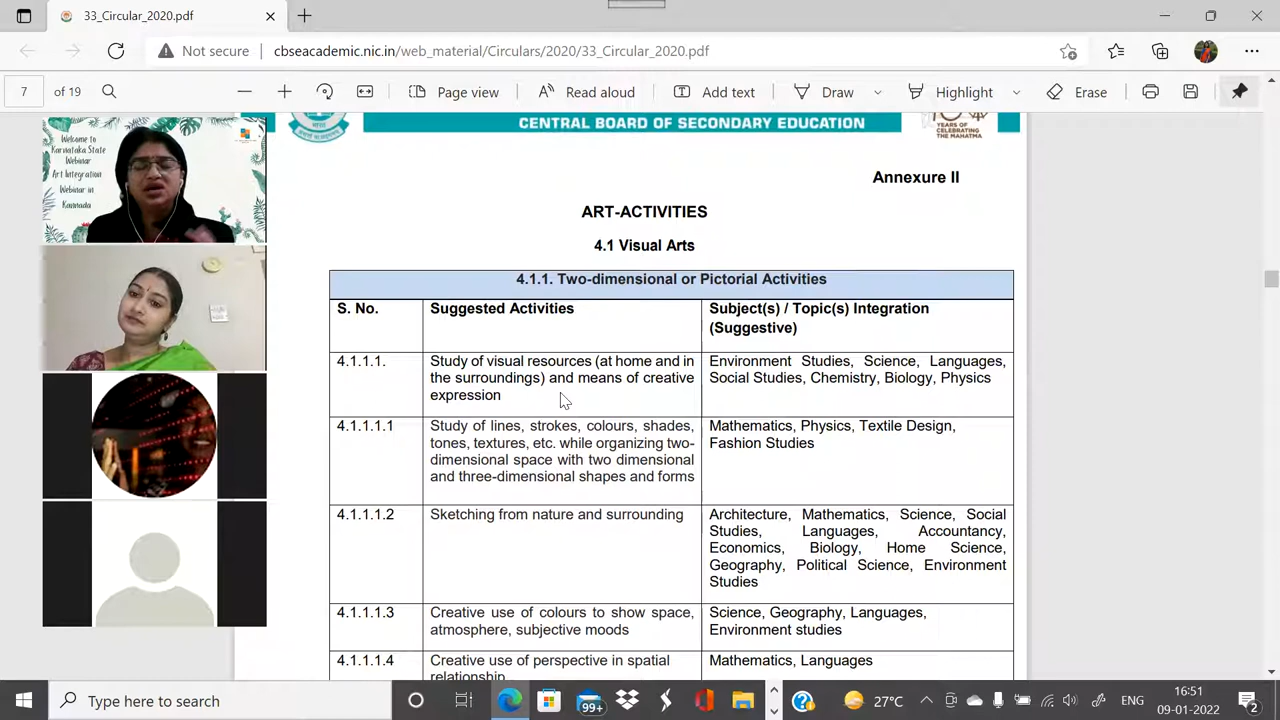 33_Circular_2020.pdf
Not secure
cbseacademic.nic.in/web_material/Circulars/2020/33_Circular_2020.pdf
7 of 19
Page view
Read aloud
Add text
Draw
Highlight
Erase
Welcome to
Karnataka State
Webinar
Art Integration
Webinar in
Kannada
CENTRAL BOARD OF SECONDARY EDUCATION
YEARS OF
CELEBRATING
THE MAHATMA
Annexure II
ART-ACTIVITIES
4.1 Visual Arts
4.1.1. Two-dimensional or Pictorial Activities
S. No.
Suggested Activities
Subject(s) / Topic(s) Integration
(Suggestive)
4.1.1.1.
Study of visual resources (at home and in
the surroundings) and means of creative
expression
Environment Studies, Science, Languages,
Social Studies, Chemistry, Biology, Physics
4.1.1.1.1
Study of lines, strokes, colours, shades,
tones, textures, etc. while organizing two-
dimensional space with two dimensional
and three-dimensional shapes and forms
Mathematics, Physics, Textile Design,
Fashion Studies
4.1.1.1.2
Sketching from nature and surrounding
Architecture, Mathematics, Science, Social
Studies, Languages, Accountancy,
Economics, Biology, Home Science,
Geography, Political Science, Environment
Studies
4.1.1.1.3
Creative use of colours to show space,
atmosphere, subjective moods
Science, Geography, Languages,
Environment studies
4.1.1.1.4
Creative use of perspective in spatial
relationship
Mathematics, Languages
Type here to search
99+
27°C
ENG
16:51
09-01-2022
2